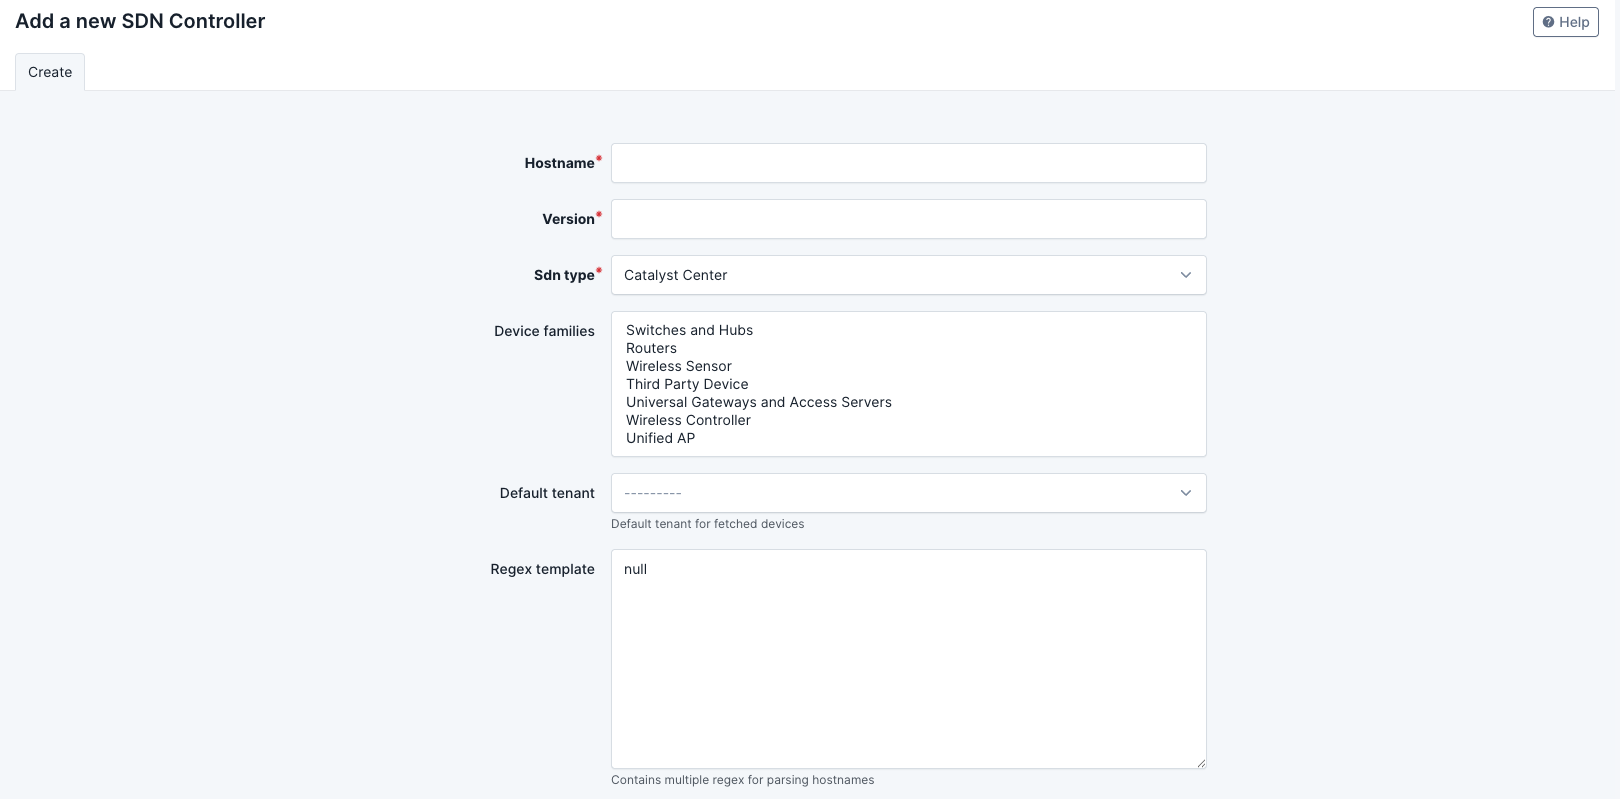 Add a new SDN Controller
Help
Create
Hostname*
Version*
Sdn type*
Catalyst Center
Device families
Switches and Hubs
Routers
Wireless Sensor
Third Party Device
Universal Gateways and Access Servers
Wireless Controller
Unified AP
Default tenant
---------
Default tenant for fetched devices
Regex template
null
Contains multiple regex for parsing hostnames